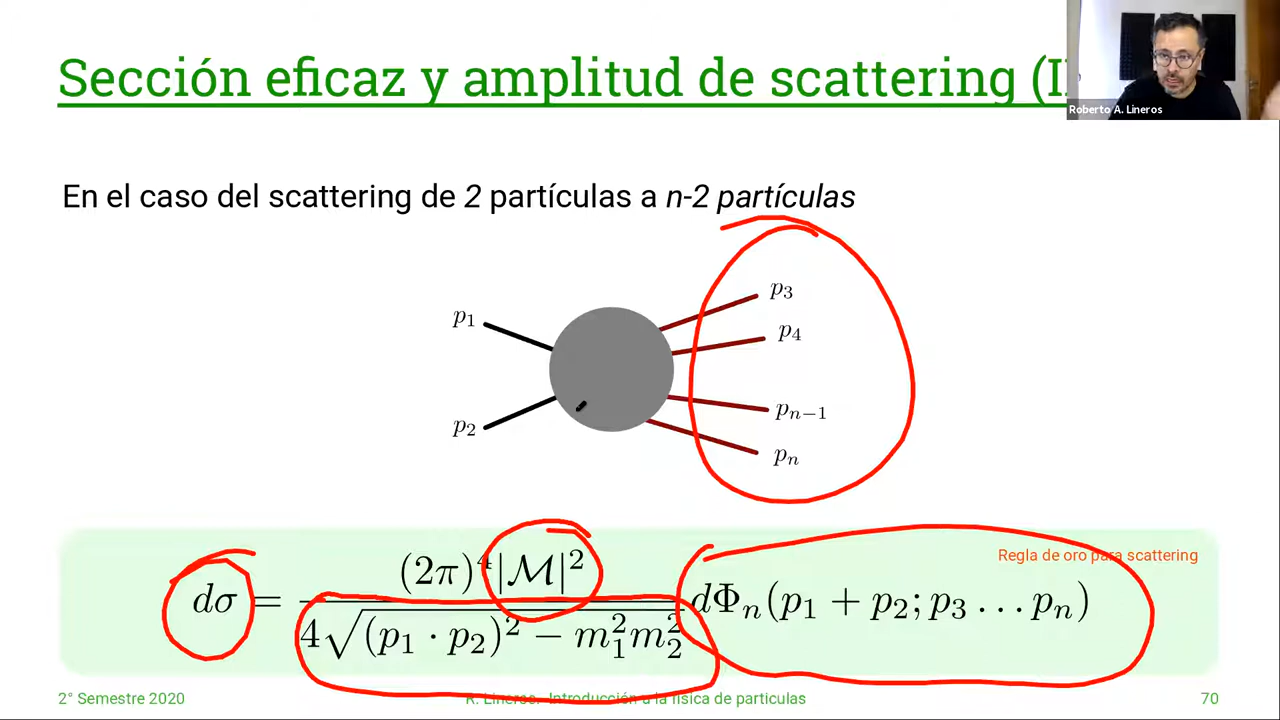 Sección eficaz y amplitud de scattering (I
Roberto A. Lineros
En el caso del scattering de 2 partículas a n-2 partículas
p₁
p₂
p₃
p₄
pₙ₋₁
pₙ
Regla de oro para scattering
dσ = (2π)⁴|ℳ|² / 4√((p₁ · p₂)² − m₁²m₂²) dΦₙ(p₁ + p₂; p₃ … pₙ)
2° Semestre 2020
R. Lineros.- Introducción a la física de particulas
70